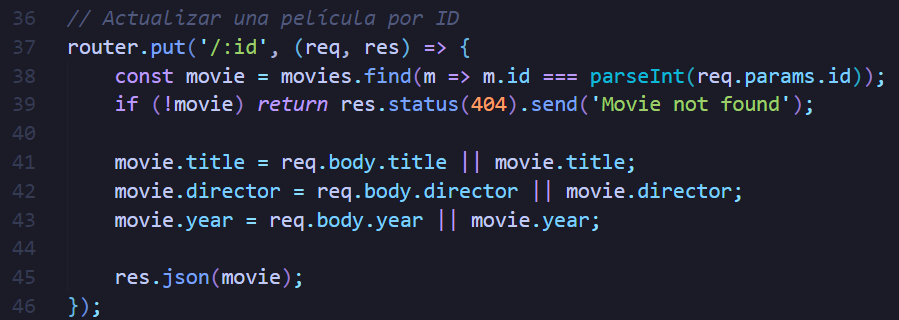 36 // Actualizar una película por ID
37 router.put('/:id', (req, res) => {
38     const movie = movies.find(m => m.id === parseInt(req.params.id));
39     if (!movie) return res.status(404).send('Movie not found');
40
41     movie.title = req.body.title || movie.title;
42     movie.director = req.body.director || movie.director;
43     movie.year = req.body.year || movie.year;
44
45     res.json(movie);
46 });